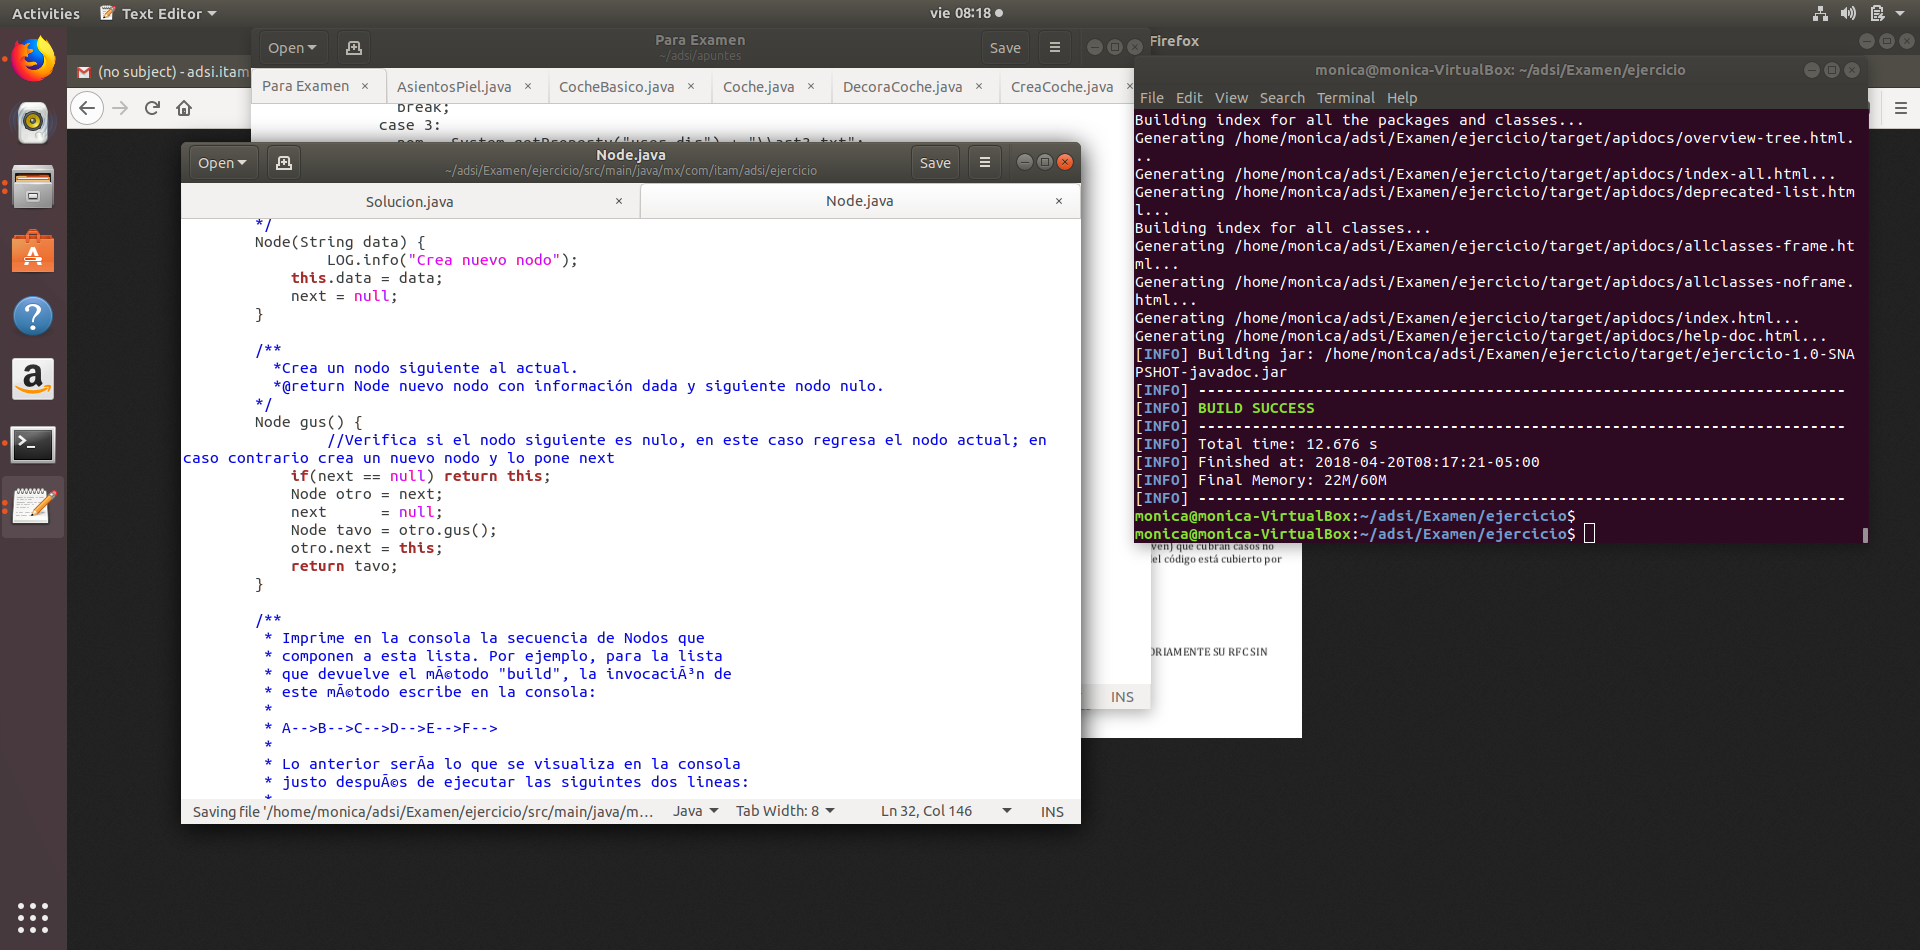 Activities
Text Editor
vie 08:18
Firefox
(no subject) - adsi.itam
Open
Para Examen
~/adsi/apuntes
Save
Para Examen ×
AsientosPiel.java ×
CocheBasico.java ×
Coche.java ×
DecoraCoche.java ×
CreaCoche.java ×
break;
case 3:
INS
Open
Node.java
~/adsi/Examen/ejercicio/src/main/java/mx/com/itam/adsi/ejercicio
Save
Solucion.java ×
Node.java ×
*/
Node(String data) {
LOG.info("Crea nuevo nodo");
this.data = data;
next = null;
}
/**
*Crea un nodo siguiente al actual.
*@return Node nuevo nodo con información dada y siguiente nodo nulo.
*/
Node gus() {
//Verifica si el nodo siguiente es nulo, en este caso regresa el nodo actual; en
caso contrario crea un nuevo nodo y lo pone next
if(next == null) return this;
Node otro = next;
next      = null;
Node tavo = otro.gus();
otro.next = this;
return tavo;
}
/**
* Imprime en la consola la secuencia de Nodos que
* componen a esta lista. Por ejemplo, para la lista
* que devuelve el mÃ©todo "build", la invocaciÃ³n de
* este mÃ©todo escribe en la consola:
*
* A-->B-->C-->D-->E-->F-->
*
* Lo anterior serÃa lo que se visualiza en la consola
* justo despuÃ©s de ejecutar las siguintes dos lineas:
*
Saving file '/home/monica/adsi/Examen/ejercicio/src/main/java/m…
Java
Tab Width: 8
Ln 32, Col 146
INS
monica@monica-VirtualBox: ~/adsi/Examen/ejercicio
File Edit View Search Terminal Help
Building index for all the packages and classes...
Generating /home/monica/adsi/Examen/ejercicio/target/apidocs/overview-tree.html.
..
Generating /home/monica/adsi/Examen/ejercicio/target/apidocs/index-all.html...
Generating /home/monica/adsi/Examen/ejercicio/target/apidocs/deprecated-list.htm
l...
Building index for all classes...
Generating /home/monica/adsi/Examen/ejercicio/target/apidocs/allclasses-frame.ht
ml...
Generating /home/monica/adsi/Examen/ejercicio/target/apidocs/allclasses-noframe.
html...
Generating /home/monica/adsi/Examen/ejercicio/target/apidocs/index.html...
Generating /home/monica/adsi/Examen/ejercicio/target/apidocs/help-doc.html...
[INFO] Building jar: /home/monica/adsi/Examen/ejercicio/target/ejercicio-1.0-SNA
PSHOT-javadoc.jar
[INFO] ------------------------------------------------------------------------
[INFO] BUILD SUCCESS
[INFO] ------------------------------------------------------------------------
[INFO] Total time: 12.676 s
[INFO] Finished at: 2018-04-20T08:17:21-05:00
[INFO] Final Memory: 22M/60M
[INFO] ------------------------------------------------------------------------
monica@monica-VirtualBox:~/adsi/Examen/ejercicio$
monica@monica-VirtualBox:~/adsi/Examen/ejercicio$
que cubran casos no
el código está cubierto por
ORIAMENTE SU RFC SIN